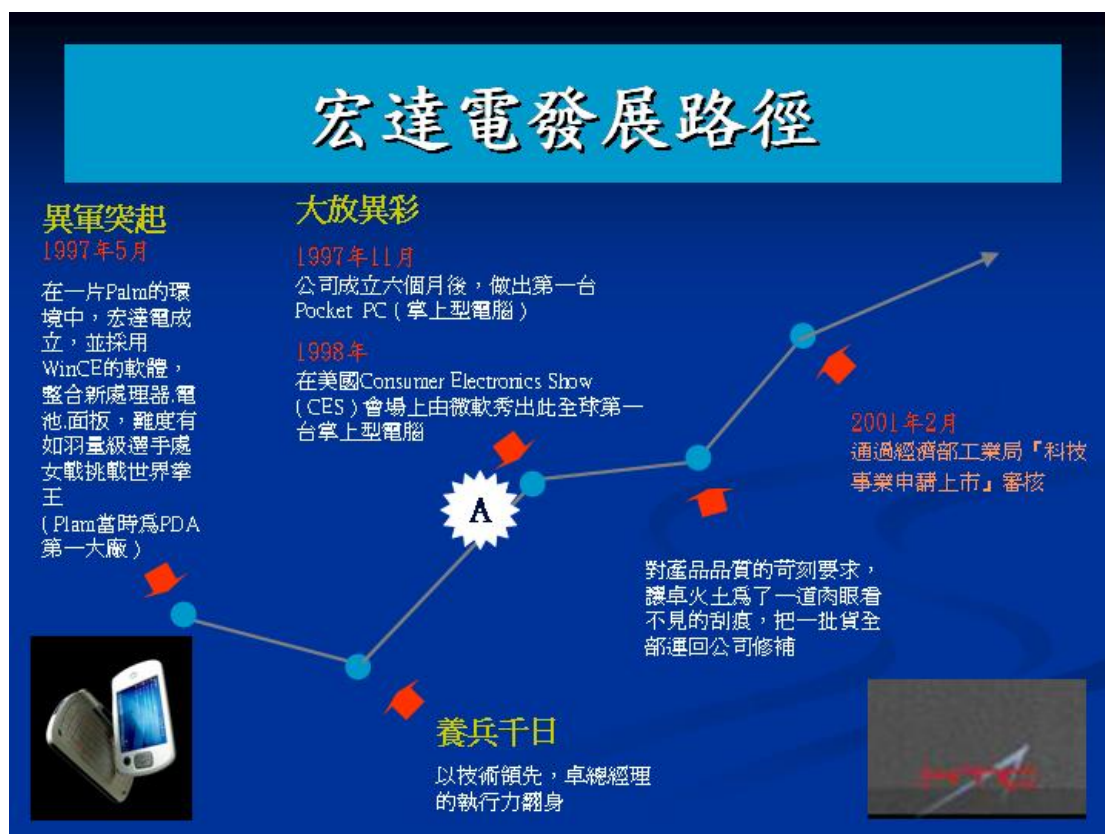 宏達電發展路徑
異軍突起
1997年5月
在一片Palm的環
境中，宏達電成
立，並採用
WinCE的軟體，
整合新處理器.電
池.面板，難度有
如羽量級選手處
女戰挑戰世界拳
王
(Plam當時為PDA
第一大廠)
大放異彩
1997年11月
公司成立六個月後，做出第一台
Pocket PC (掌上型電腦)
1998年
在美國Consumer Electronics Show
(CES) 會場上由微軟秀出此全球第一
台掌上型電腦
A
2001年2月
通過經濟部工業局『科技
事業申請上市』審核
對產品品質的苛刻要求，
讓卓火土為了一道肉眼看
不見的刮痕，把一批貨全
部運回公司修補
養兵千日
以技術領先，卓總經理
的執行力翻身